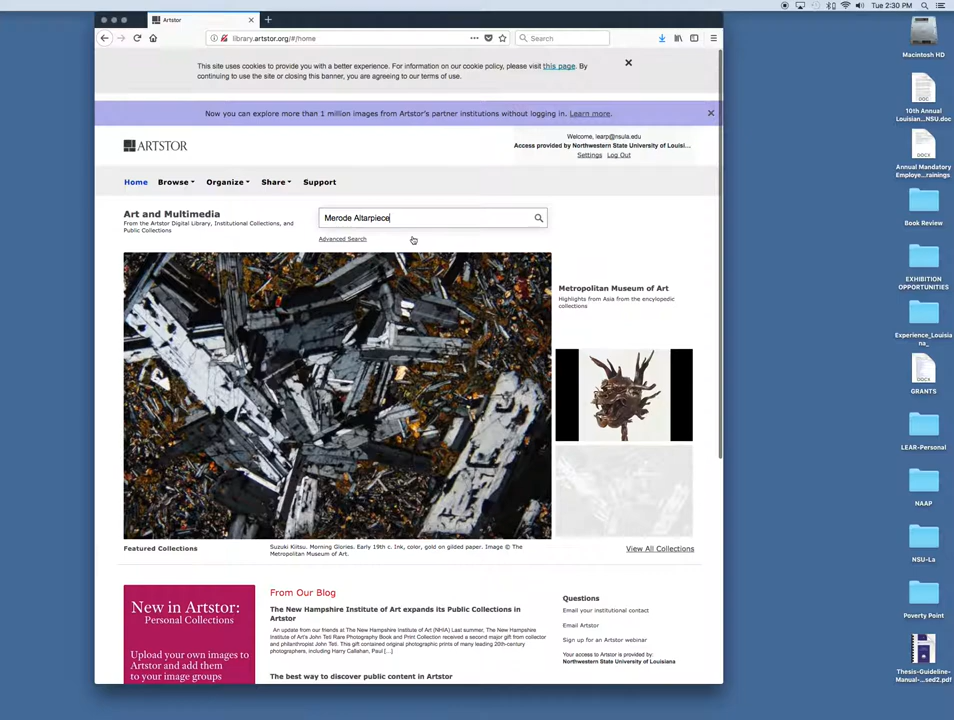 Tue 2:30 PM
Artstor
library.artstor.org/#/home
Search
This site uses cookies to provide you with a better experience. For information on our cookie policy, please visit this page. By
continuing to use the site or closing this banner, you are agreeing to our terms of use.
Now you can explore more than 1 million images from Artstor's partner institutions without logging in. Learn more.
ARTSTOR
Welcome, learp@nsula.edu
Access provided by Northwestern State University of Louisi...
Settings Log Out
Home Browse Organize Share Support
Art and Multimedia
From the Artstor Digital Library, Institutional Collections, and
Public Collections
Merode Altarpiece
Advanced Search
Metropolitan Museum of Art
Highlights from Asia from the encylopedic
collections
Featured Collections
Suzuki Kiitsu. Morning Glories. Early 19th c. Ink, color, gold on gilded paper. Image © The
Metropolitan Museum of Art.
View All Collections
New in Artstor:
Personal Collections
Upload your own images to
Artstor and add them
to your image groups
From Our Blog
The New Hampshire Institute of Art expands its Public Collections in
Artstor
An update from our friends at The New Hampshire Institute of Art (NHIA) Last summer, The New Hampshire
Institute of Art's John Teti Rare Photography Book and Print Collection received a second major gift from collector
and philanthropist John Teti. This gift contained original photographic prints of many leading 20th-century
photographers, including Harry Callahan, Paul [...]
The best way to discover public content in Artstor
Questions
Email your institutional contact
Email Artstor
Sign up for an Artstor webinar
Your access to Artstor is provided by:
Northwestern State University of Louisiana
Macintosh HD
DOC
10th Annual
Louisian...NSU.doc
DOCX
Annual Mandatory
Employe...rainings
Book Review
EXHIBITION
OPPORTUNITIES
Experience_Louisia
na_
DOCX
GRANTS
LEAR-Personal
NAAP
NSU-La
Poverty Point
Thesis-Guideline-
Manual-...sed2.pdf